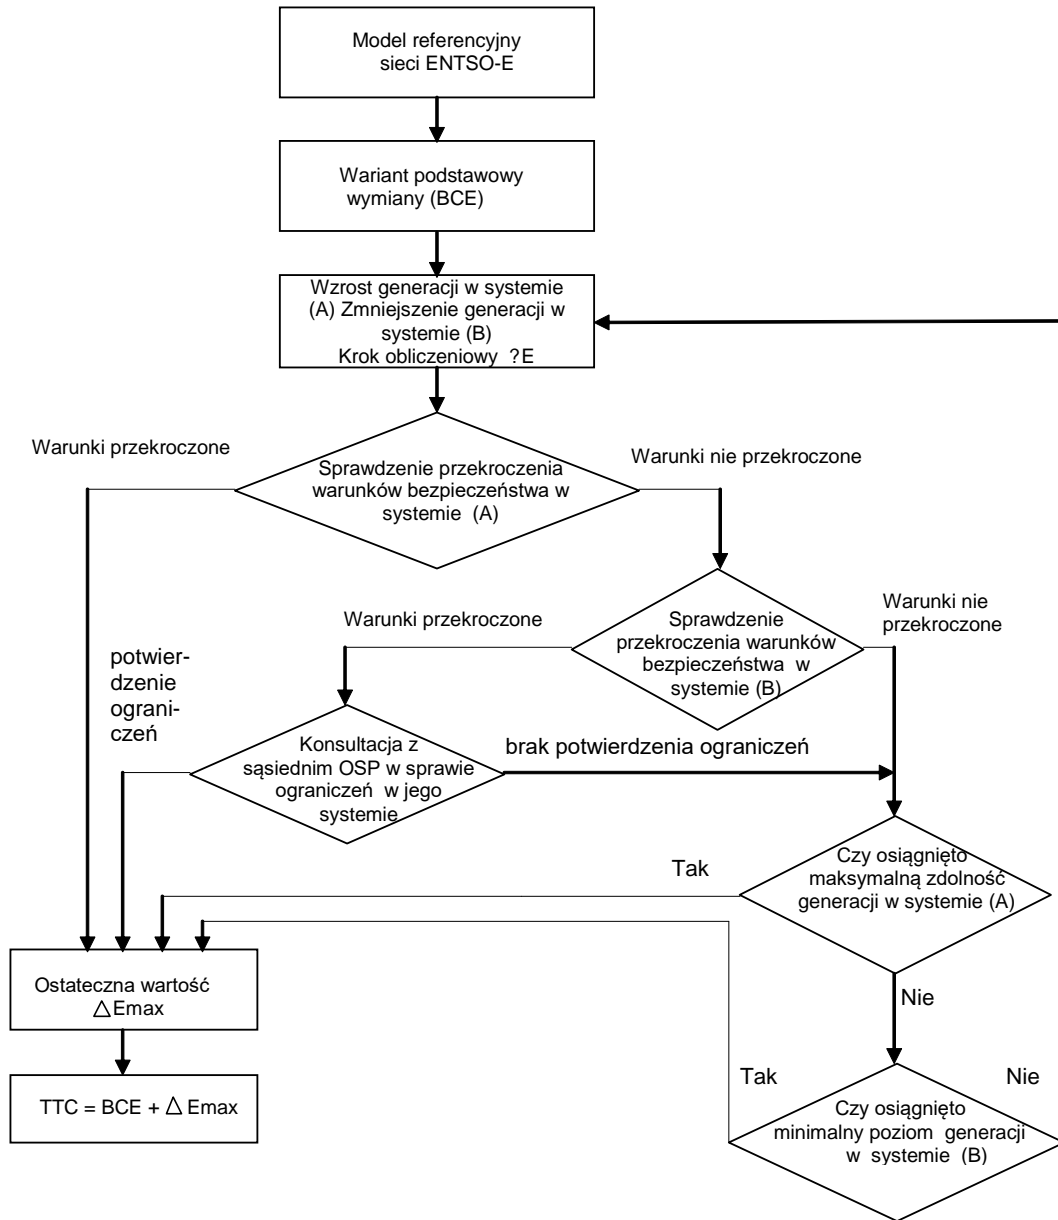 Model referencyjny
sieci ENTSO-E
Wariant podstawowy
wymiany (BCE)
Wzrost generacji w systemie
(A) Zmniejszenie generacji w
systemie (B)
Krok obliczeniowy ?E
Warunki przekroczone
Sprawdzenie przekroczenia
warunków bezpieczeństwa w
systemie (A)
Warunki nie przekroczone
Warunki przekroczone
Sprawdzenie
przekroczenia warunków
bezpieczeństwa w
systemie (B)
Warunki nie
przekroczone
potwier-
dzenie
ograni-
czeń
Konsultacja z
sąsiednim OSP w sprawie
ograniczeń w jego
systemie
brak potwierdzenia ograniczeń
Tak
Czy osiągnięto
maksymalną zdolność
generacji w systemie (A)
Ostateczna wartość
△Emax
Nie
TTC = BCE + △ Emax
Tak
Nie
Czy osiągnięto
minimalny poziom generacji
w systemie (B)